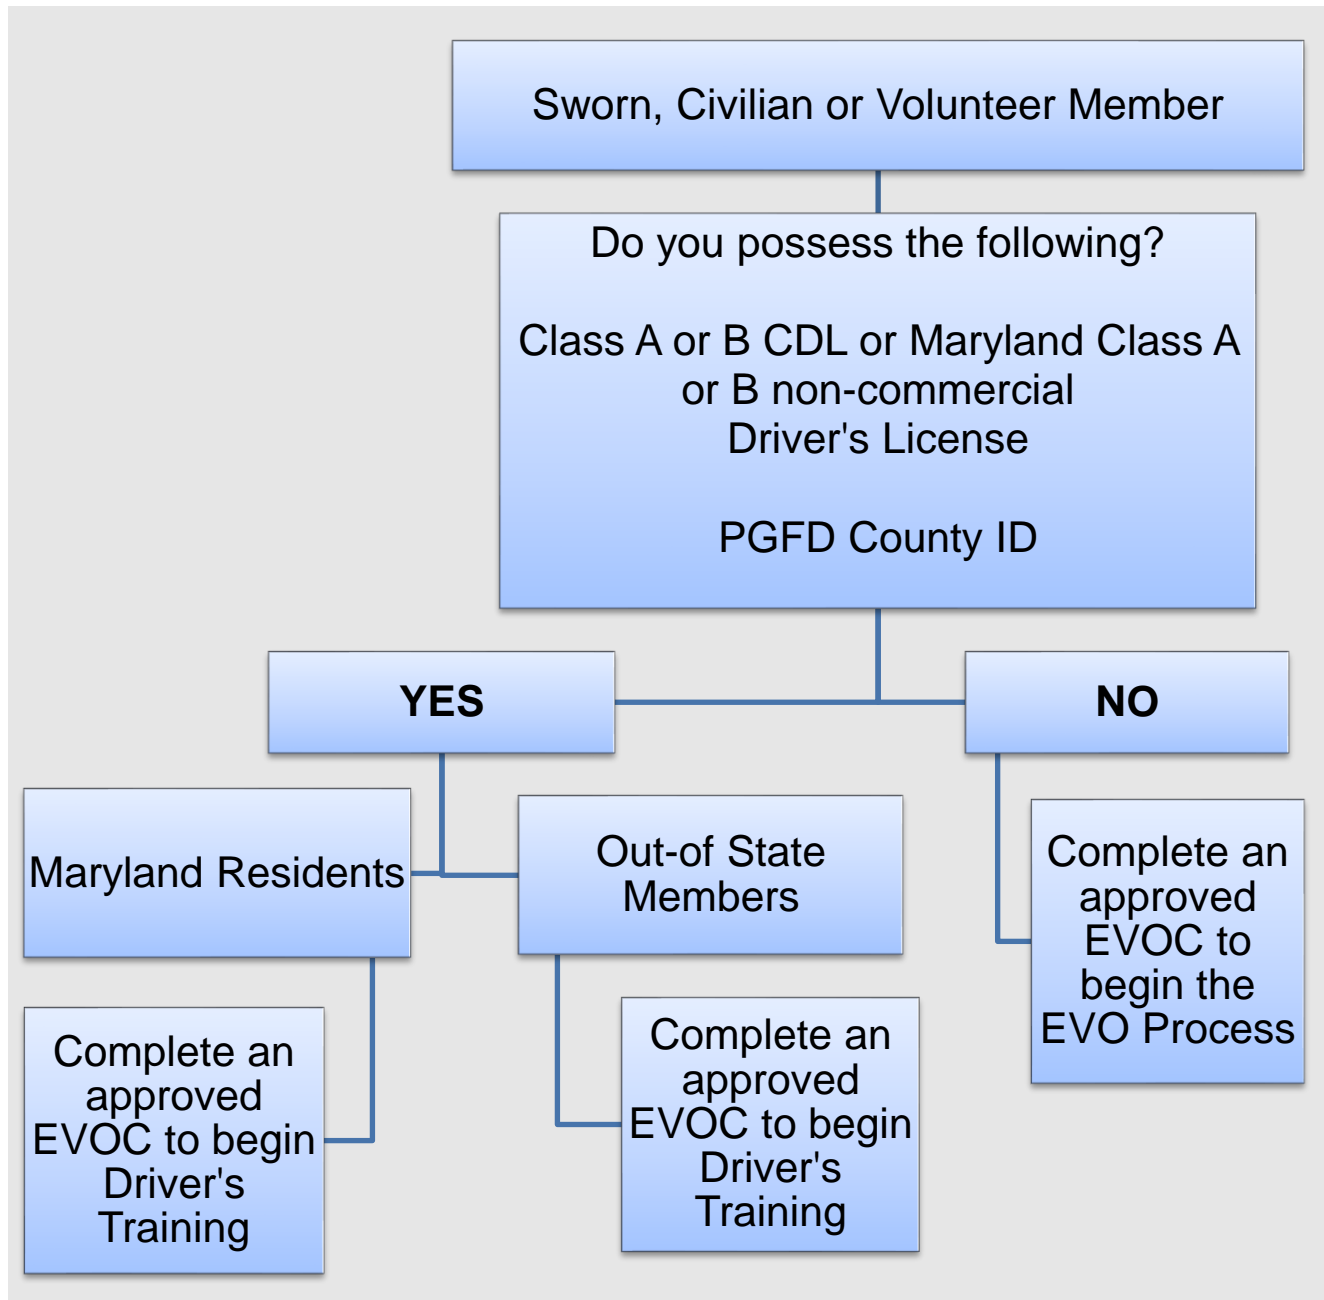 Sworn, Civilian or Volunteer Member
Do you possess the following?
Class A or B CDL or Maryland Class A
or B non-commercial
Driver's License
PGFD County ID
YES
NO
Maryland Residents
Out-of State
Members
Complete an
approved
EVOC to
begin the
EVO Process
Complete an
approved
EVOC to begin
Driver's
Training
Complete an
approved
EVOC to begin
Driver's
Training